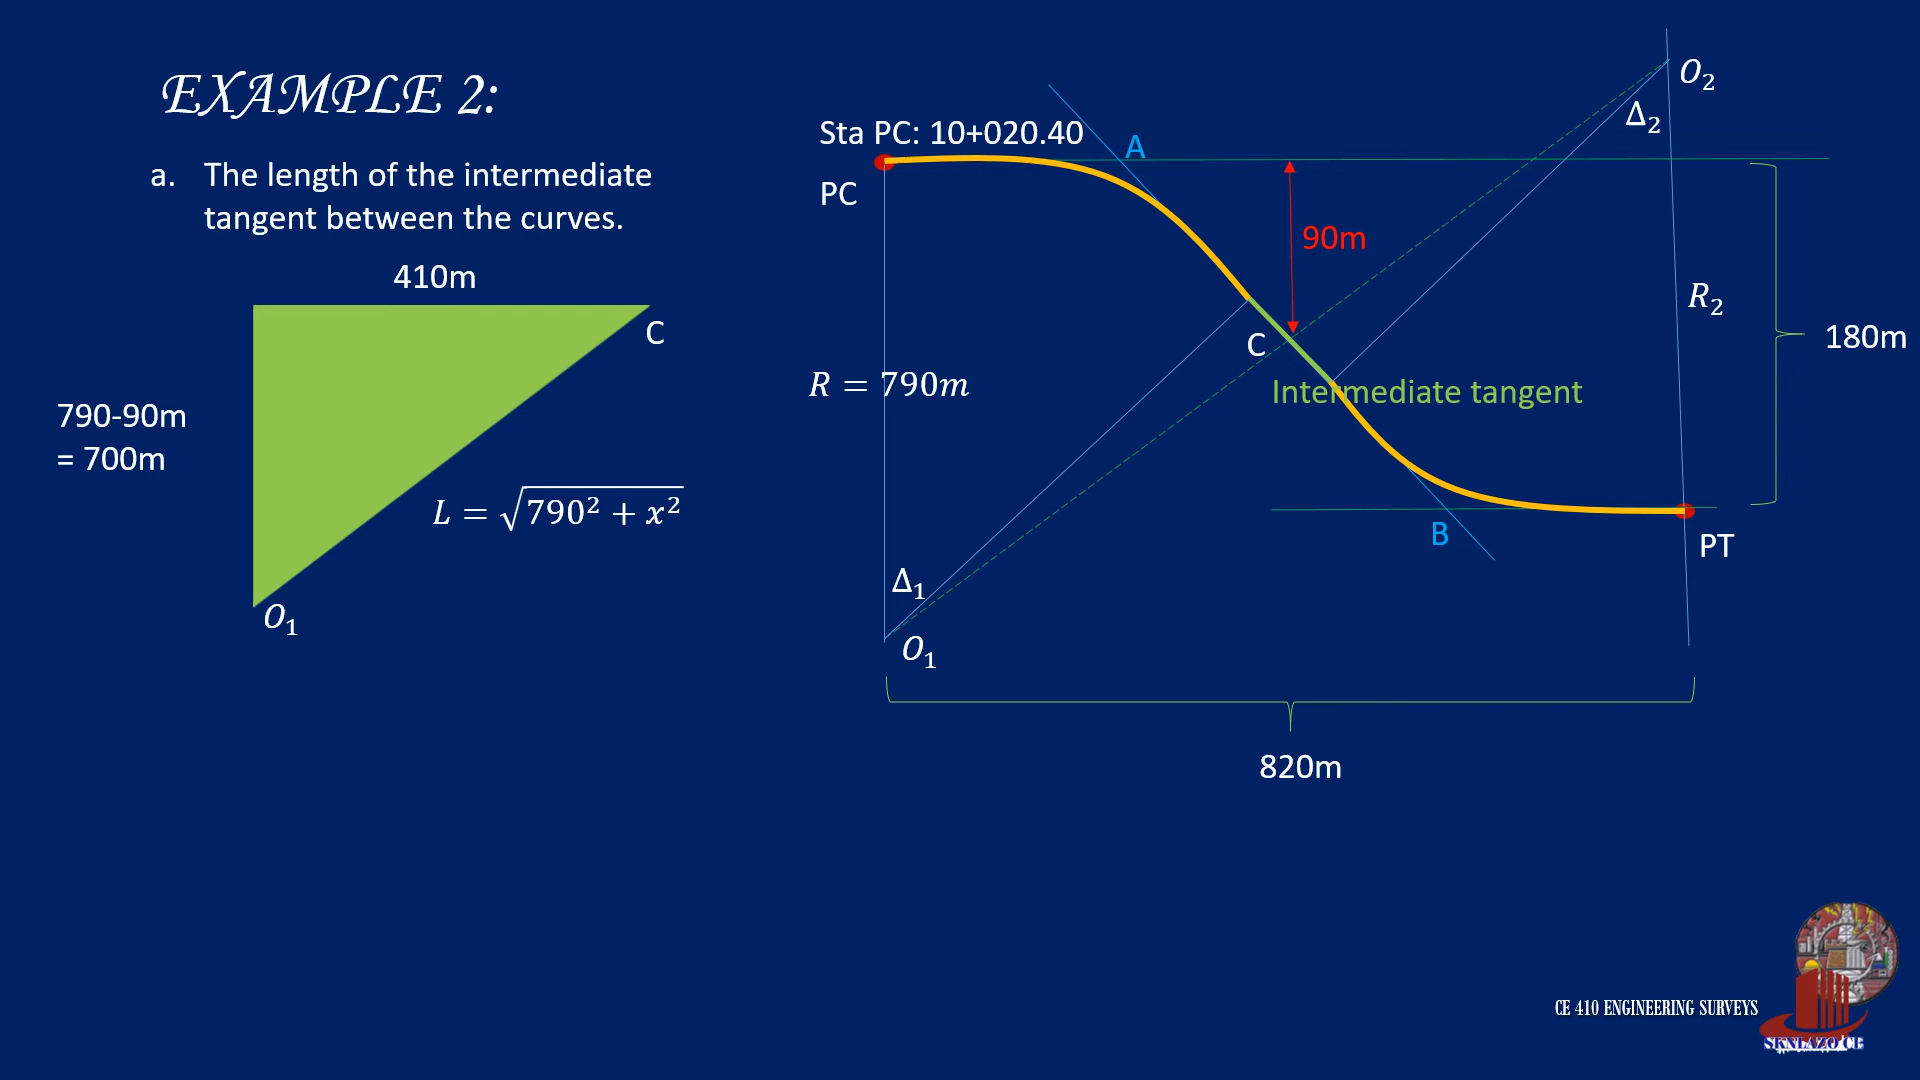 EXAMPLE 2:
a. The length of the intermediate
tangent between the curves.
410m
C
790-90m
= 700m
L = √790² + x²
O₁
O₂
Δ₂
Sta PC: 10+020.40
A
PC
90m
R₂
C
180m
R = 790m
Intermediate tangent
B
PT
Δ₁
O₁
820m
CE 410 ENGINEERING SURVEYS
SKNLAZO CE